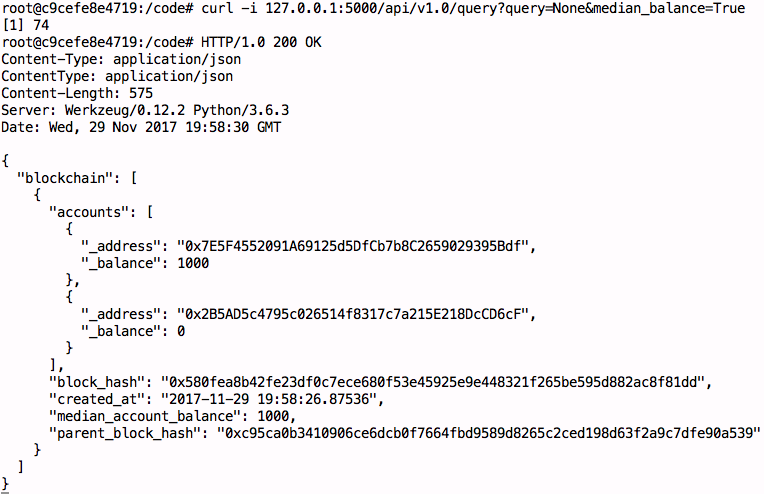 root@c9cefe8e4719:/code# curl -i 127.0.0.1:5000/api/v1.0/query?query=None&median_balance=True
[1] 74
root@c9cefe8e4719:/code# HTTP/1.0 200 OK
Content-Type: application/json
ContentType: application/json
Content-Length: 575
Server: Werkzeug/0.12.2 Python/3.6.3
Date: Wed, 29 Nov 2017 19:58:30 GMT

{
  "blockchain": [
    {
      "accounts": [
        {
          "_address": "0x7E5F4552091A69125d5DfCb7b8C2659029395Bdf",
          "_balance": 1000
        },
        {
          "_address": "0x2B5AD5c4795c026514f8317c7a215E218DcCD6cF",
          "_balance": 0
        }
      ],
      "block_hash": "0x580fea8b42fe23df0c7ece680f53e45925e9e448321f265be595d882ac8f81dd",
      "created_at": "2017-11-29 19:58:26.87536",
      "median_account_balance": 1000,
      "parent_block_hash": "0xc95ca0b3410906ce6dcb0f7664fbd9589d8265c2ced198d63f2a9c7dfe90a539"
    }
  ]
}